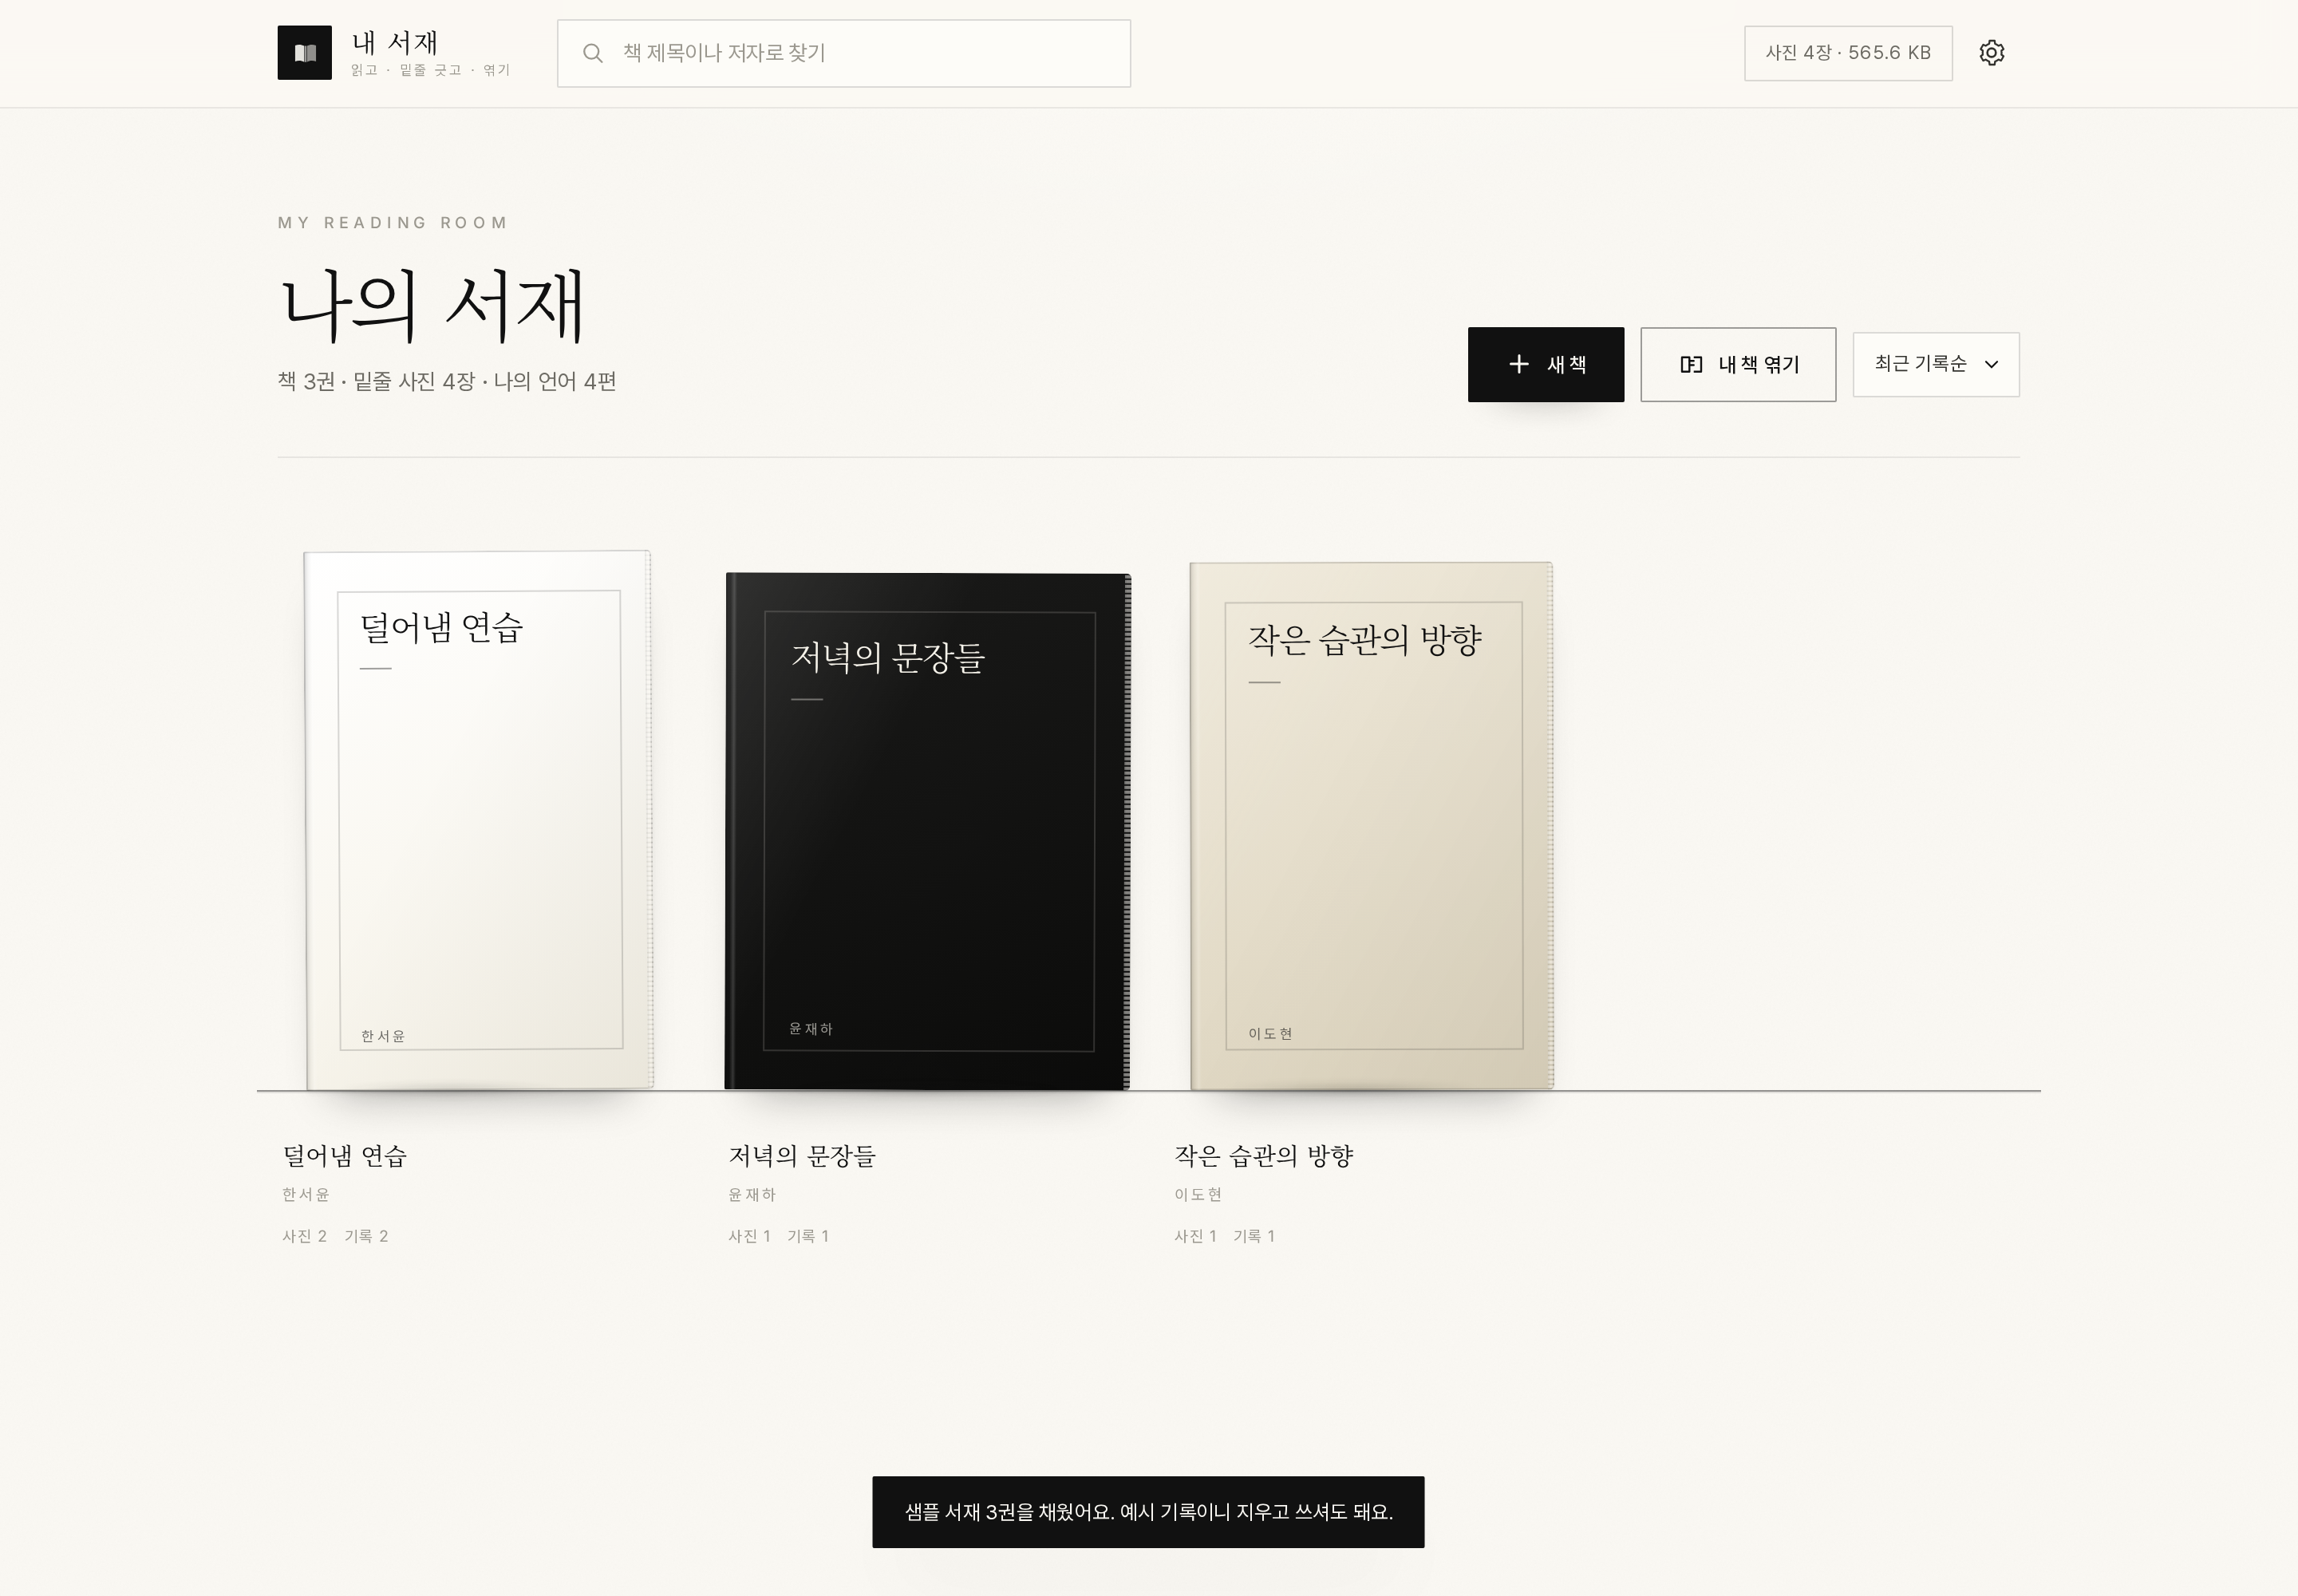 내 서재
읽고 · 밑줄 긋고 · 엮기
책 제목이나 저자로 찾기
사진 4장 · 565.6 KB
MY READING ROOM
나의 서재
책 3권 · 밑줄 사진 4장 · 나의 언어 4편
새 책
내 책 엮기
최근 기록순
덜어냄 연습
한서윤
저녁의 문장들
윤재하
작은 습관의 방향
이도현
덜어냄 연습
한서윤
사진 2 기록 2
저녁의 문장들
윤재하
사진 1 기록 1
작은 습관의 방향
이도현
사진 1 기록 1
샘플 서재 3권을 채웠어요. 예시 기록이니 지우고 쓰셔도 돼요.